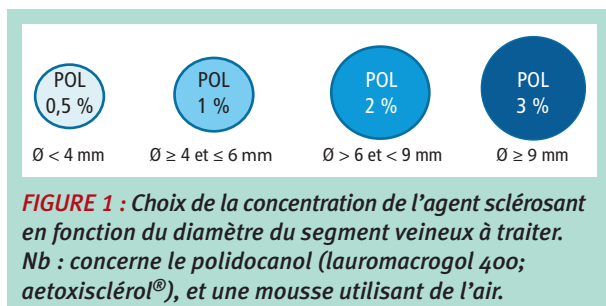 POL POL POL POL
0,5 % 1 % 2 % 3 %
Ø < 4 mm Ø ≥ 4 et ≤ 6 mm Ø > 6 et < 9 mm Ø ≥ 9 mm
FIGURE 1 : Choix de la concentration de l’agent sclérosant
en fonction du diamètre du segment veineux à traiter.
Nb : concerne le polidocanol (lauromacrogol 400;
aetoxisclérol®), et une mousse utilisant de l’air.